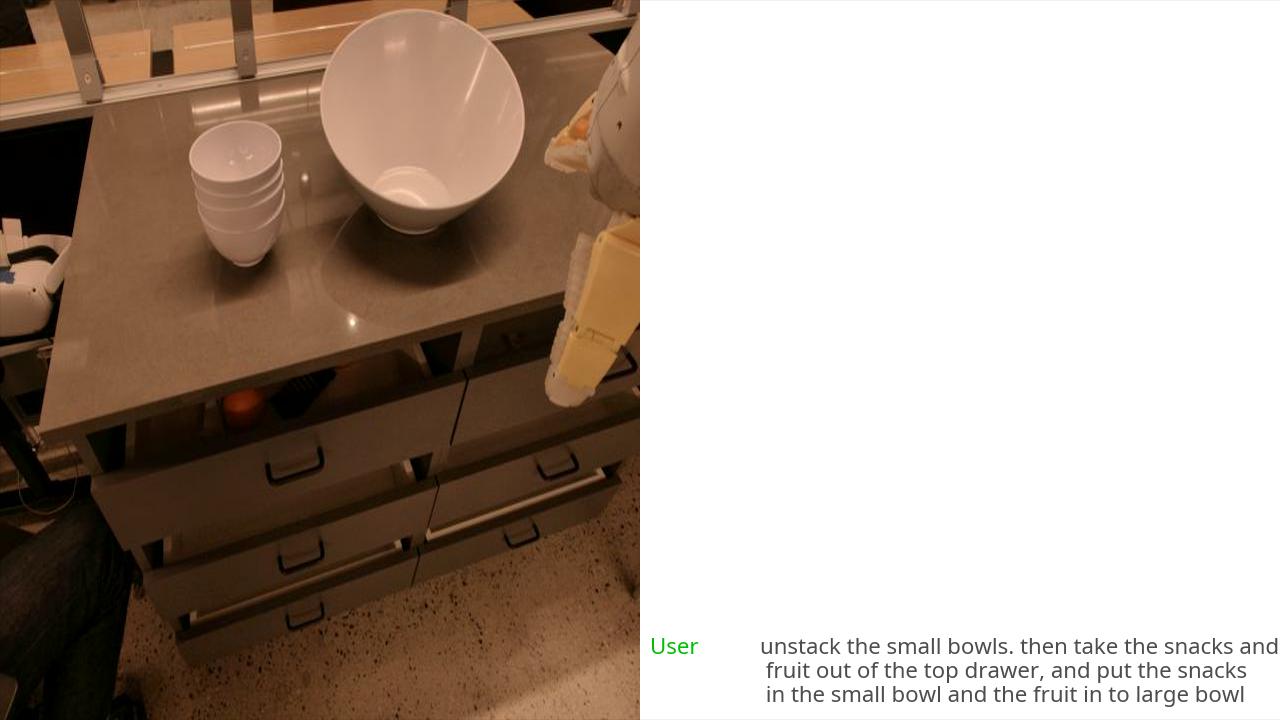 User unstack the small bowls. then take the snacks and
fruit out of the top drawer, and put the snacks
in the small bowl and the fruit in to large bowl